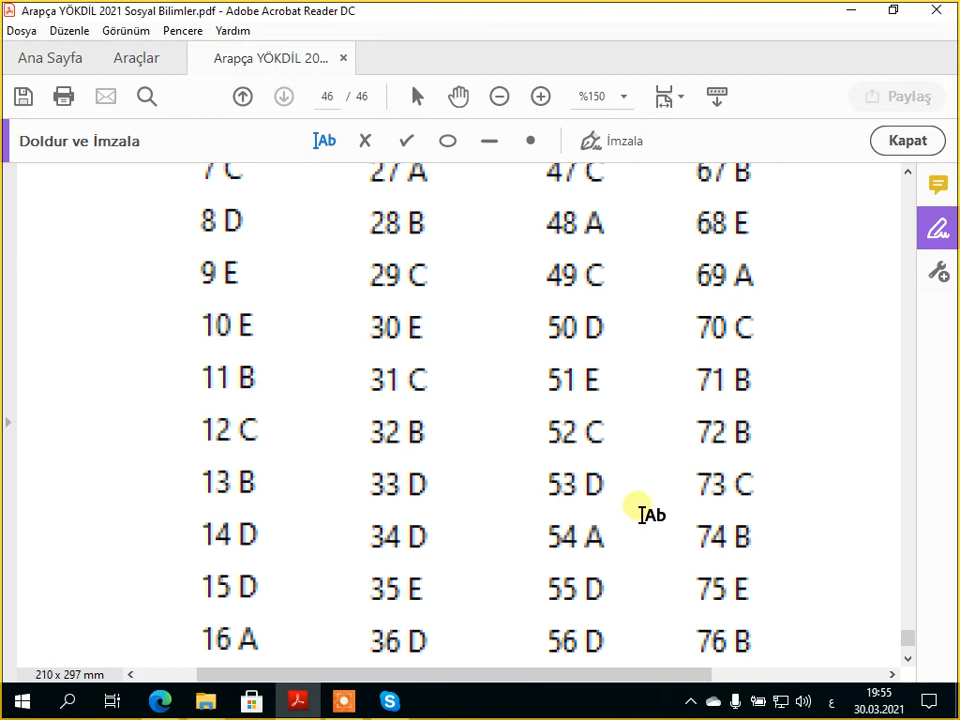 Arapça YÖKDİL 2021 Sosyal Bilimler.pdf - Adobe Acrobat Reader DC
Dosya Düzenle Görünüm Pencere Yardım
Ana Sayfa Araçlar Arapça YÖKDİL 20... ×
46 / 46 %150 Paylaş
Doldur ve İmzala Ab İmzala Kapat
7 C 27 A 47 C 67 B
8 D 28 B 48 A 68 E
9 E 29 C 49 C 69 A
10 E 30 E 50 D 70 C
11 B 31 C 51 E 71 B
12 C 32 B 52 C 72 B
13 B 33 D 53 D 73 C
Ab
14 D 34 D 54 A 74 B
15 D 35 E 55 D 75 E
16 A 36 D 56 D 76 B
210 x 297 mm
ع 19:55
30.03.2021